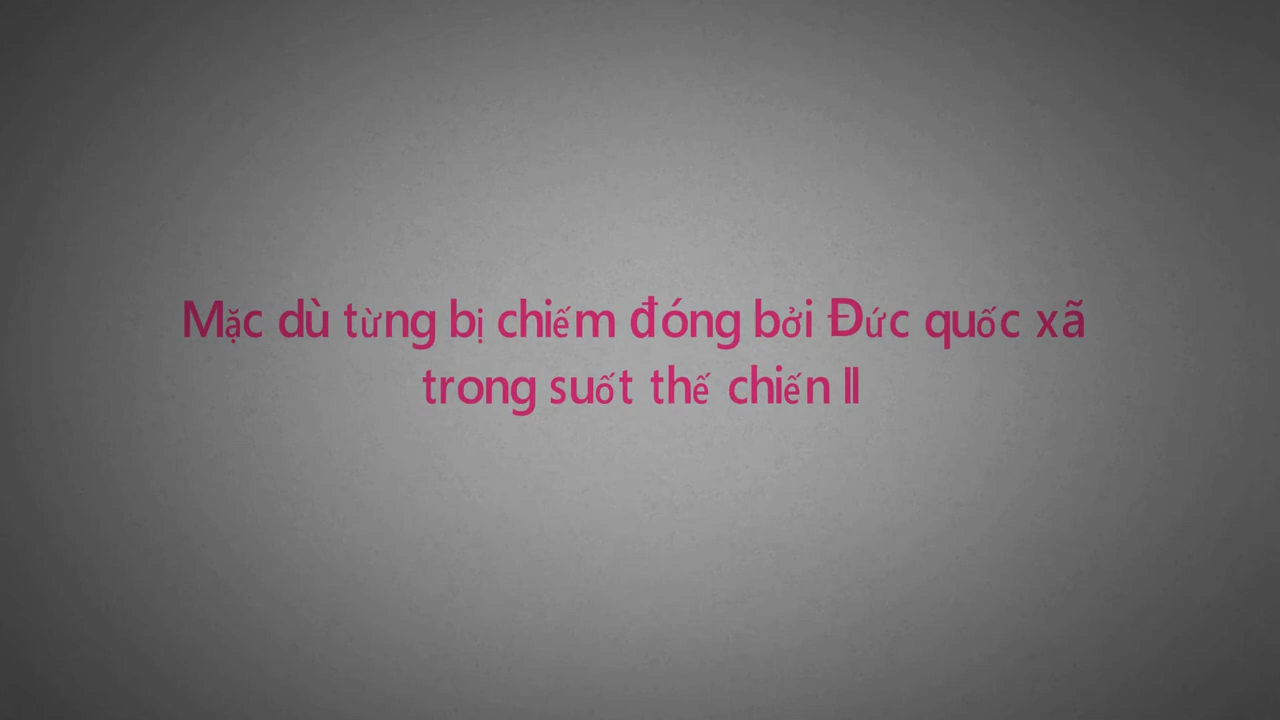 Mặc dù từng bị chiếm đóng bởi Đức quốc xã
trong suốt thế chiến II